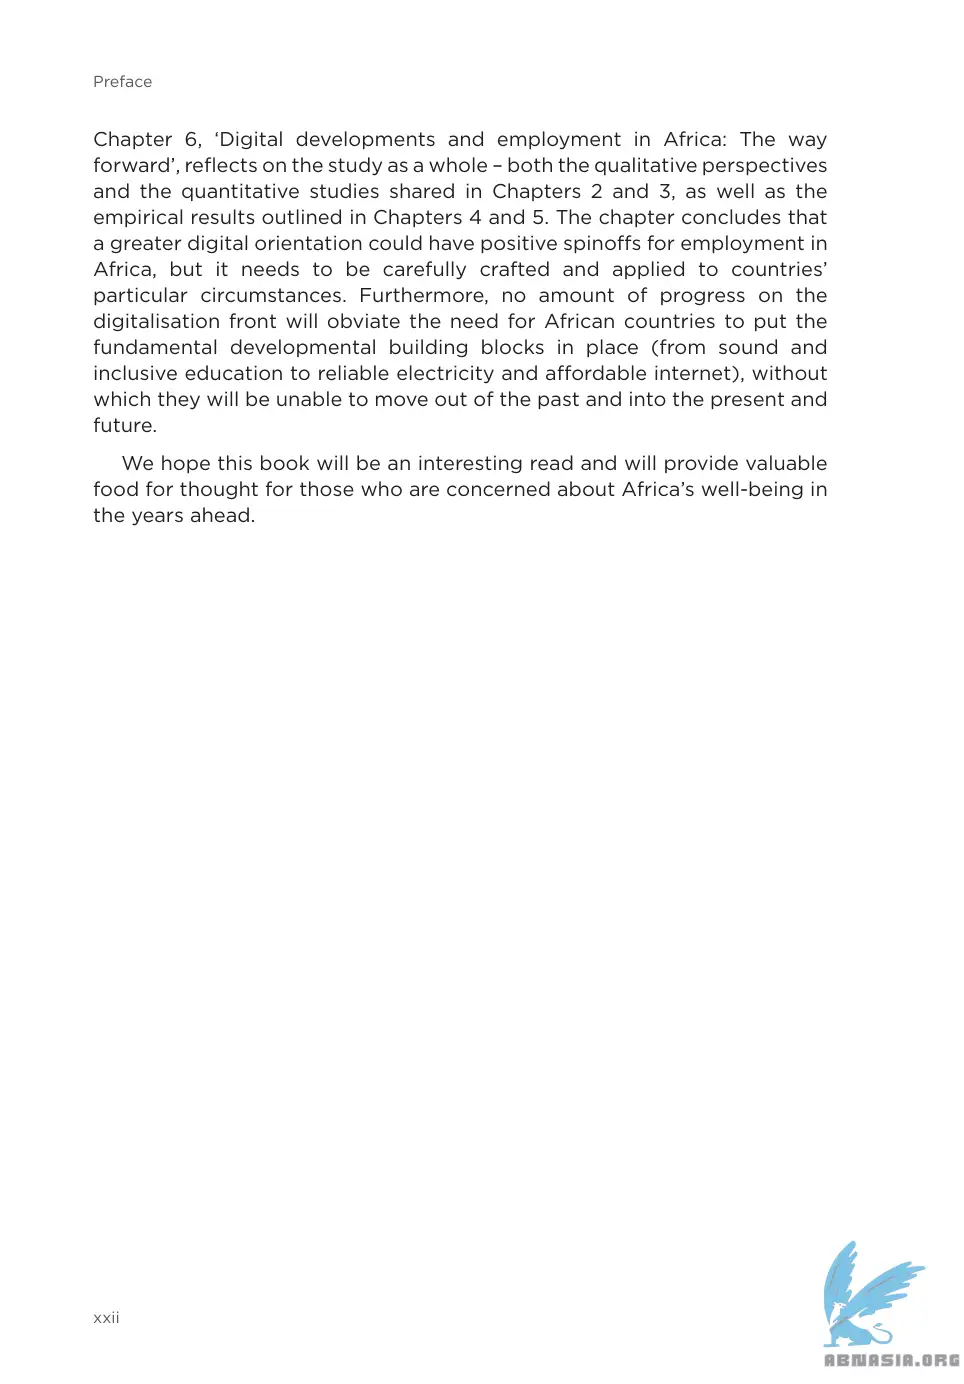 Preface
Chapter 6, ‘Digital developments and employment in Africa: The way
forward’, reflects on the study as a whole – both the qualitative perspectives
and the quantitative studies shared in Chapters 2 and 3, as well as the
empirical results outlined in Chapters 4 and 5. The chapter concludes that
a greater digital orientation could have positive spinoffs for employment in
Africa, but it needs to be carefully crafted and applied to countries’
particular circumstances. Furthermore, no amount of progress on the
digitalisation front will obviate the need for African countries to put the
fundamental developmental building blocks in place (from sound and
inclusive education to reliable electricity and affordable internet), without
which they will be unable to move out of the past and into the present and
future.
We hope this book will be an interesting read and will provide valuable
food for thought for those who are concerned about Africa’s well-being in
the years ahead.
xxii
ABNASIA.ORG